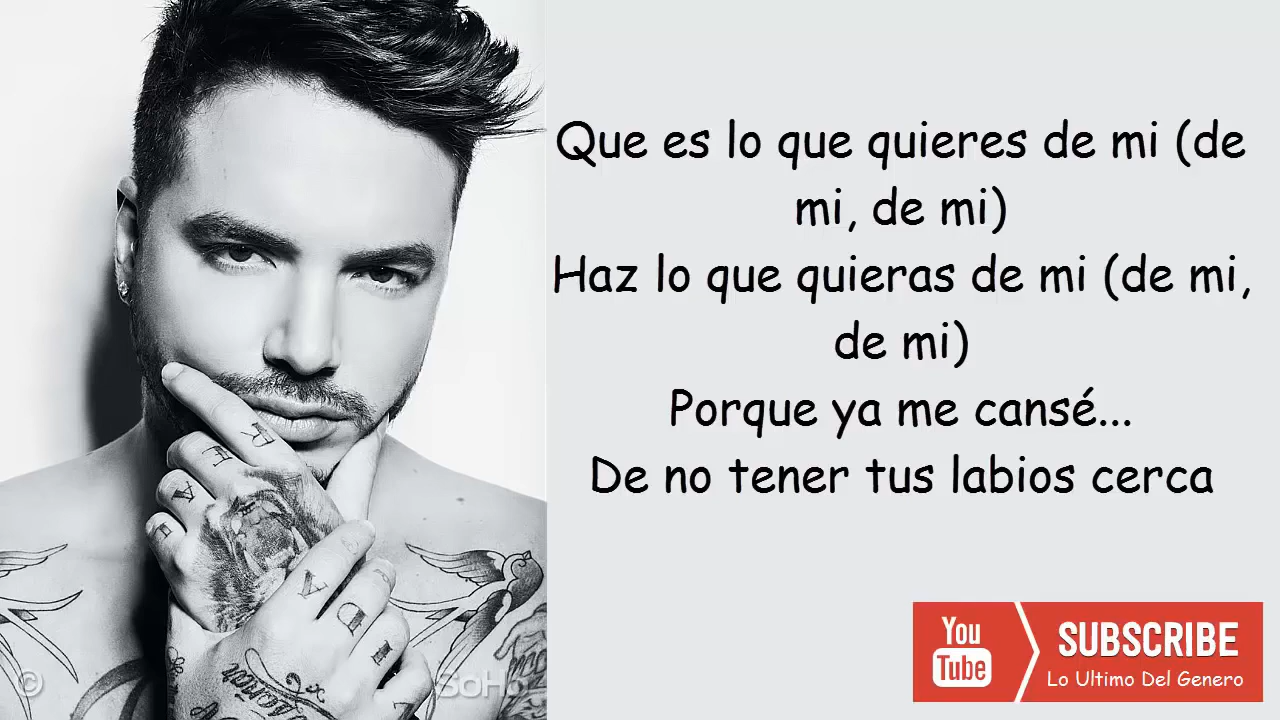 Que es lo que quieres de mi (de
mi, de mi)
Haz lo que quieras de mi (de mi,
de mi)
Porque ya me cansé...
De no tener tus labios cerca
You
Tube
SUBSCRIBE
Lo Ultimo Del Genero
©
SoHo